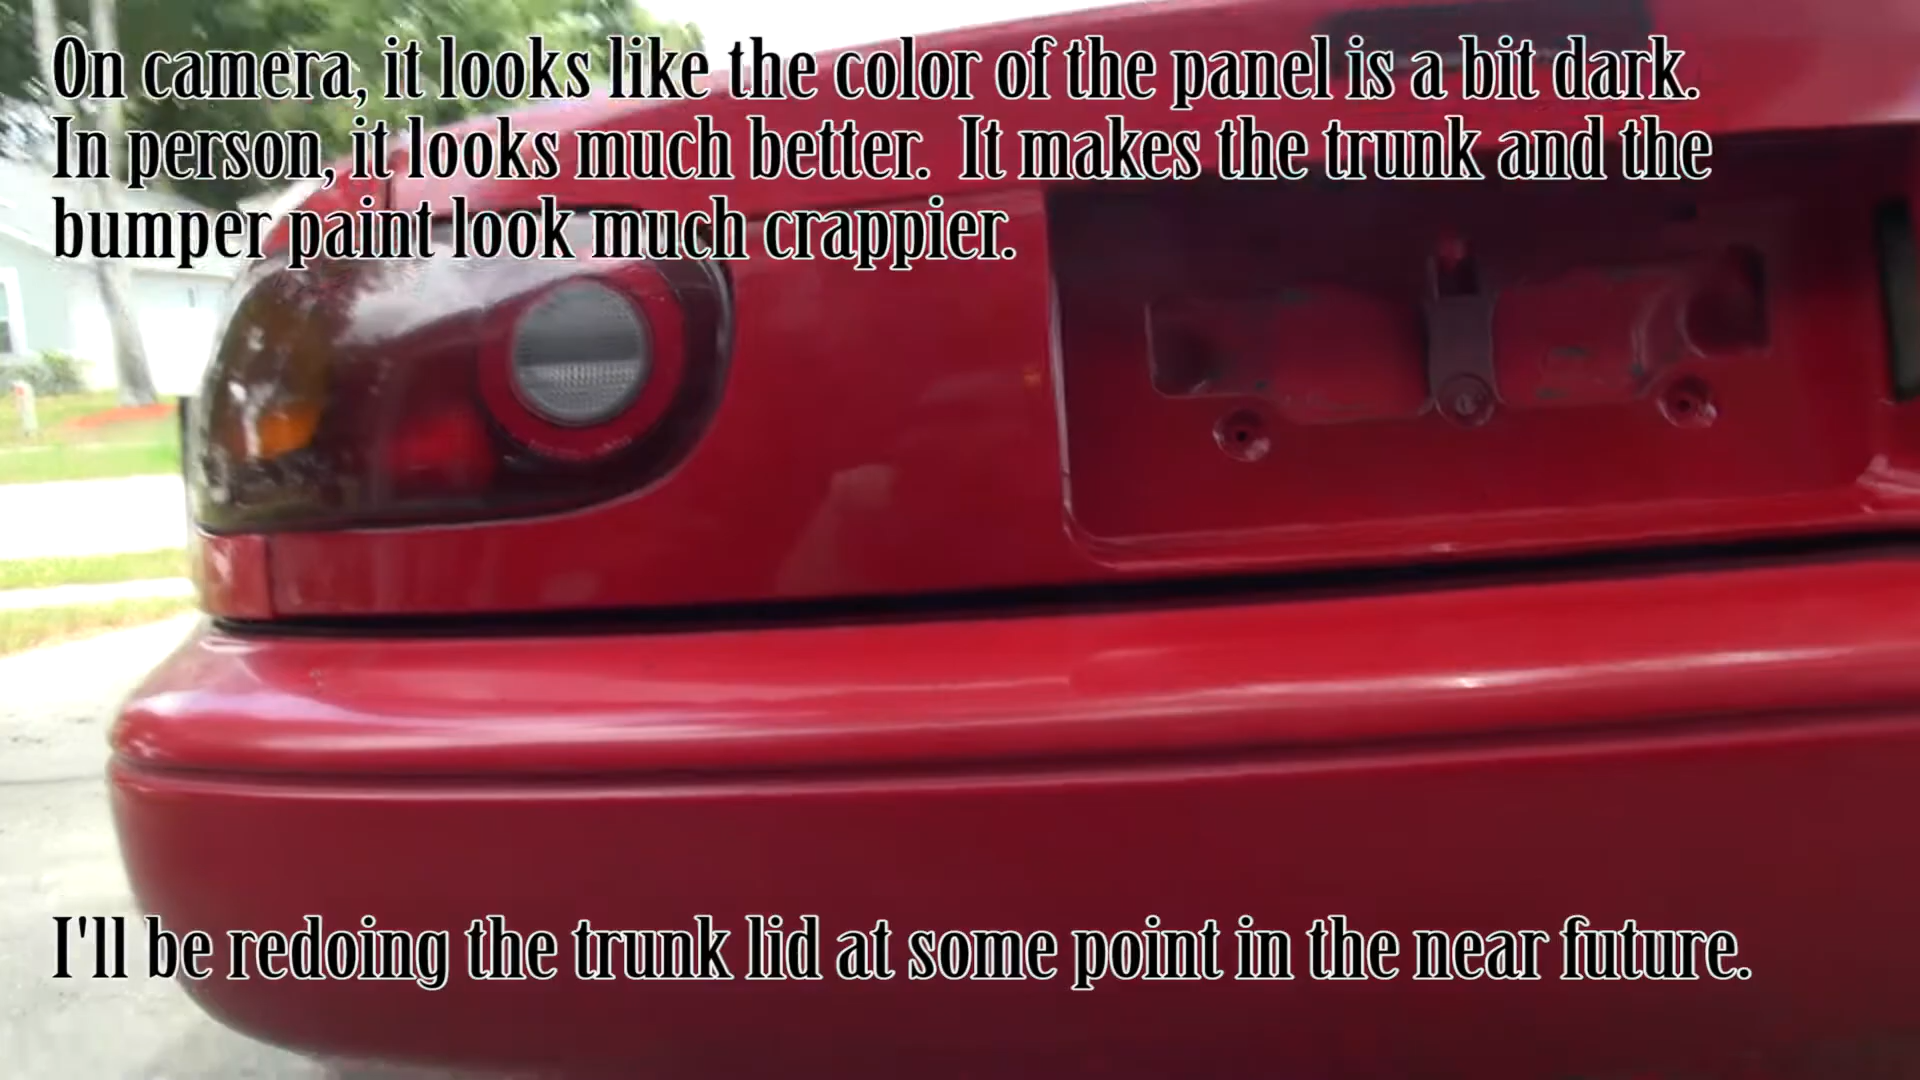 On camera, it looks like the color of the panel is a bit dark.
In person, it looks much better.  It makes the trunk and the
bumper paint look much crappier.
I'll be redoing the trunk lid at some point in the near future.